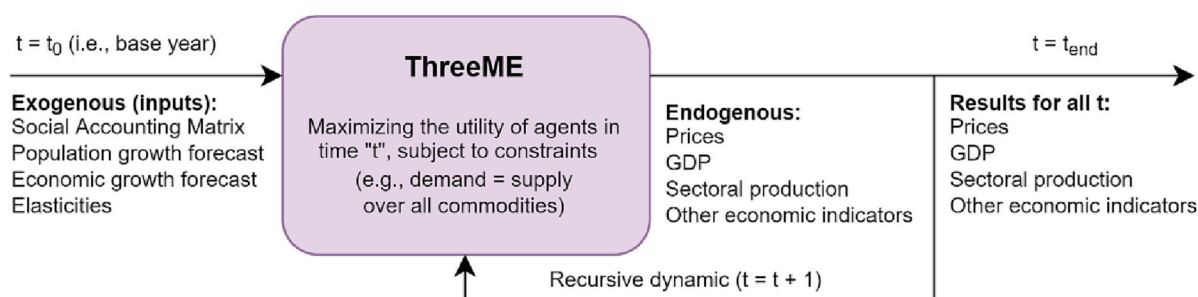 t = t0 (i.e., base year)
Exogenous (inputs):
Social Accounting Matrix
Population growth forecast
Economic growth forecast
Elasticities
ThreeME
Maximizing the utility of agents in
time "t", subject to constraints
(e.g., demand = supply
over all commodities)
Endogenous:
Prices
GDP
Sectoral production
Other economic indicators
t = tend
Results for all t:
Prices
GDP
Sectoral production
Other economic indicators
Recursive dynamic (t = t + 1)